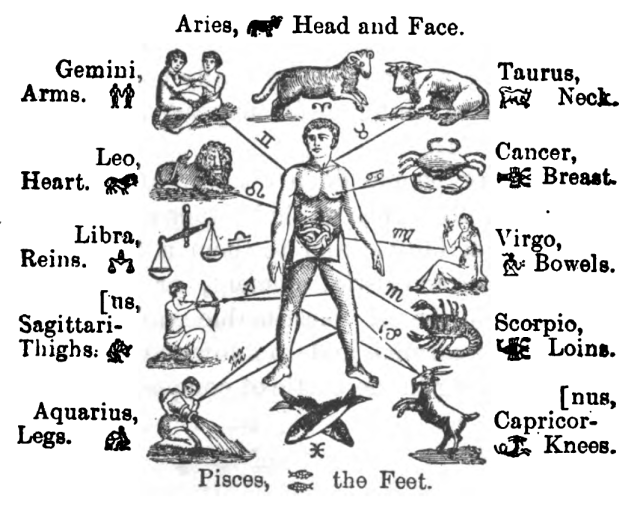 Aries, Head and Face.
Gemini,
Arms.
Taurus,
Neck.
Leo,
Heart.
Cancer,
Breast.
Libra,
Reins.
Virgo,
Bowels.
[us,
Sagittari-
Thighs.
Scorpio,
Loins.
Aquarius,
Legs.
[nus,
Capricor-
Knees.
Pisces, the Feet.
♈
♊
♉
♌
♋
♎
♍
♐
♏
♒
♑
♓